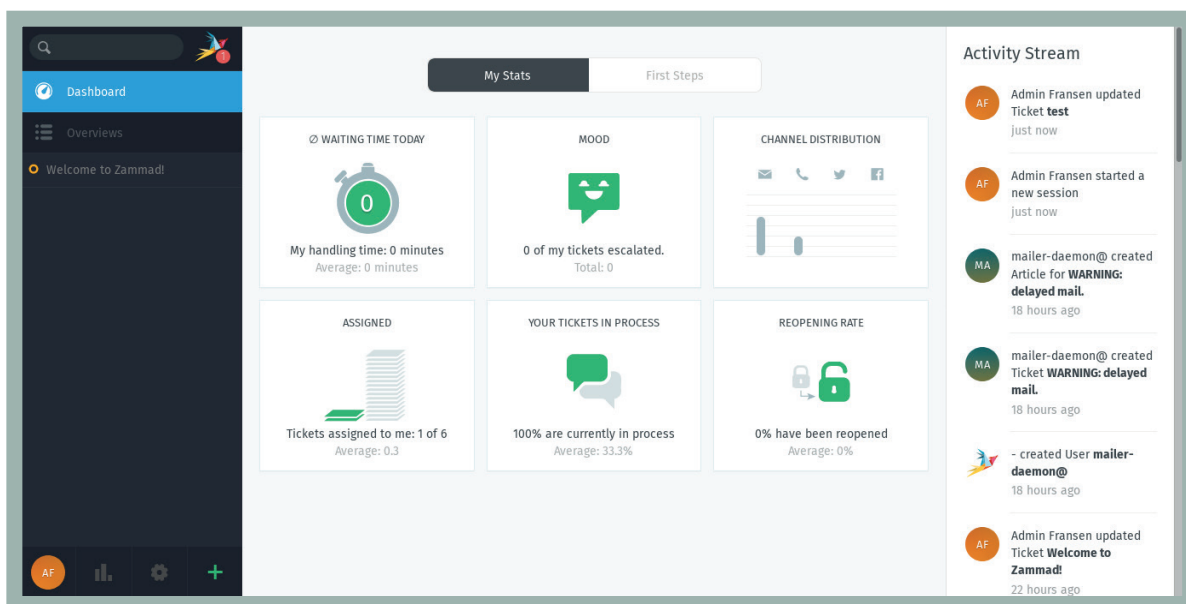 1
Dashboard
Overviews
Welcome to Zammad!
AF
My Stats
First Steps
∅ WAITING TIME TODAY
0
My handling time: 0 minutes
Average: 0 minutes
MOOD
0 of my tickets escalated.
Total: 0
CHANNEL DISTRIBUTION
ASSIGNED
Tickets assigned to me: 1 of 6
Average: 0.3
YOUR TICKETS IN PROCESS
100% are currently in process
Average: 33.3%
REOPENING RATE
0% have been reopened
Average: 0%
Activity Stream
AF
Admin Fransen updated
Ticket test
just now
AF
Admin Fransen started a
new session
just now
MA
mailer-daemon@ created
Article for WARNING:
delayed mail.
18 hours ago
MA
mailer-daemon@ created
Ticket WARNING: delayed
mail.
18 hours ago
- created User mailer-
daemon@
18 hours ago
AF
Admin Fransen updated
Ticket Welcome to
Zammad!
22 hours ago